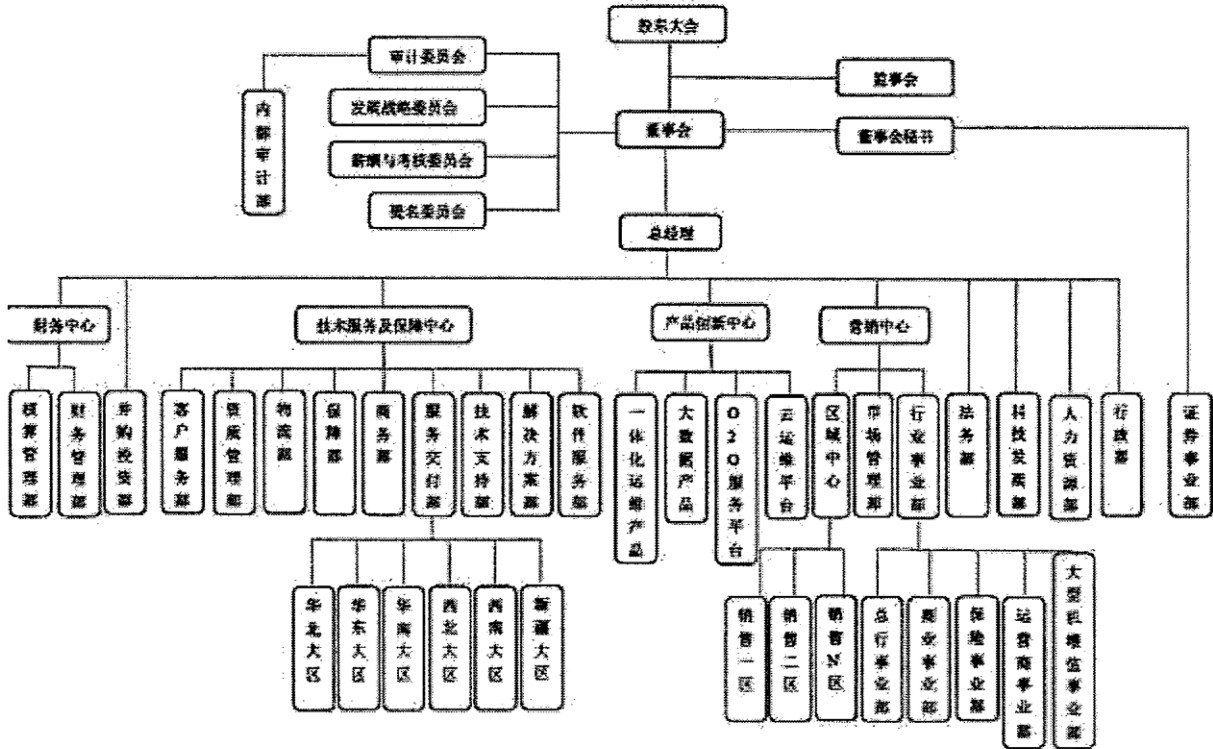 股东大会
审计委员会
监事会
内部审计部
发展战略委员会
董事会
董事会秘书
薪酬与考核委员会
提名委员会
总经理
财务中心
技术服务及保障中心
产品创新中心
营销中心
核算管理部
财务管理部
并购投资部
客户服务部
资质管理部
物流部
保障部
商务部
服务交付部
技术支持部
解决方案部
软件服务部
一体化运维产品
大数据产品
O2O服务平台
云运维平台
区域中心
市场管理部
行业事业部
法务部
科技发展部
人力资源部
行政部
证券事业部
华北大区
华东大区
华南大区
西北大区
西南大区
新疆大区
销售一区
销售二区
销售N区
总行事业部
商业事业部
保险事业部
运营商事业部